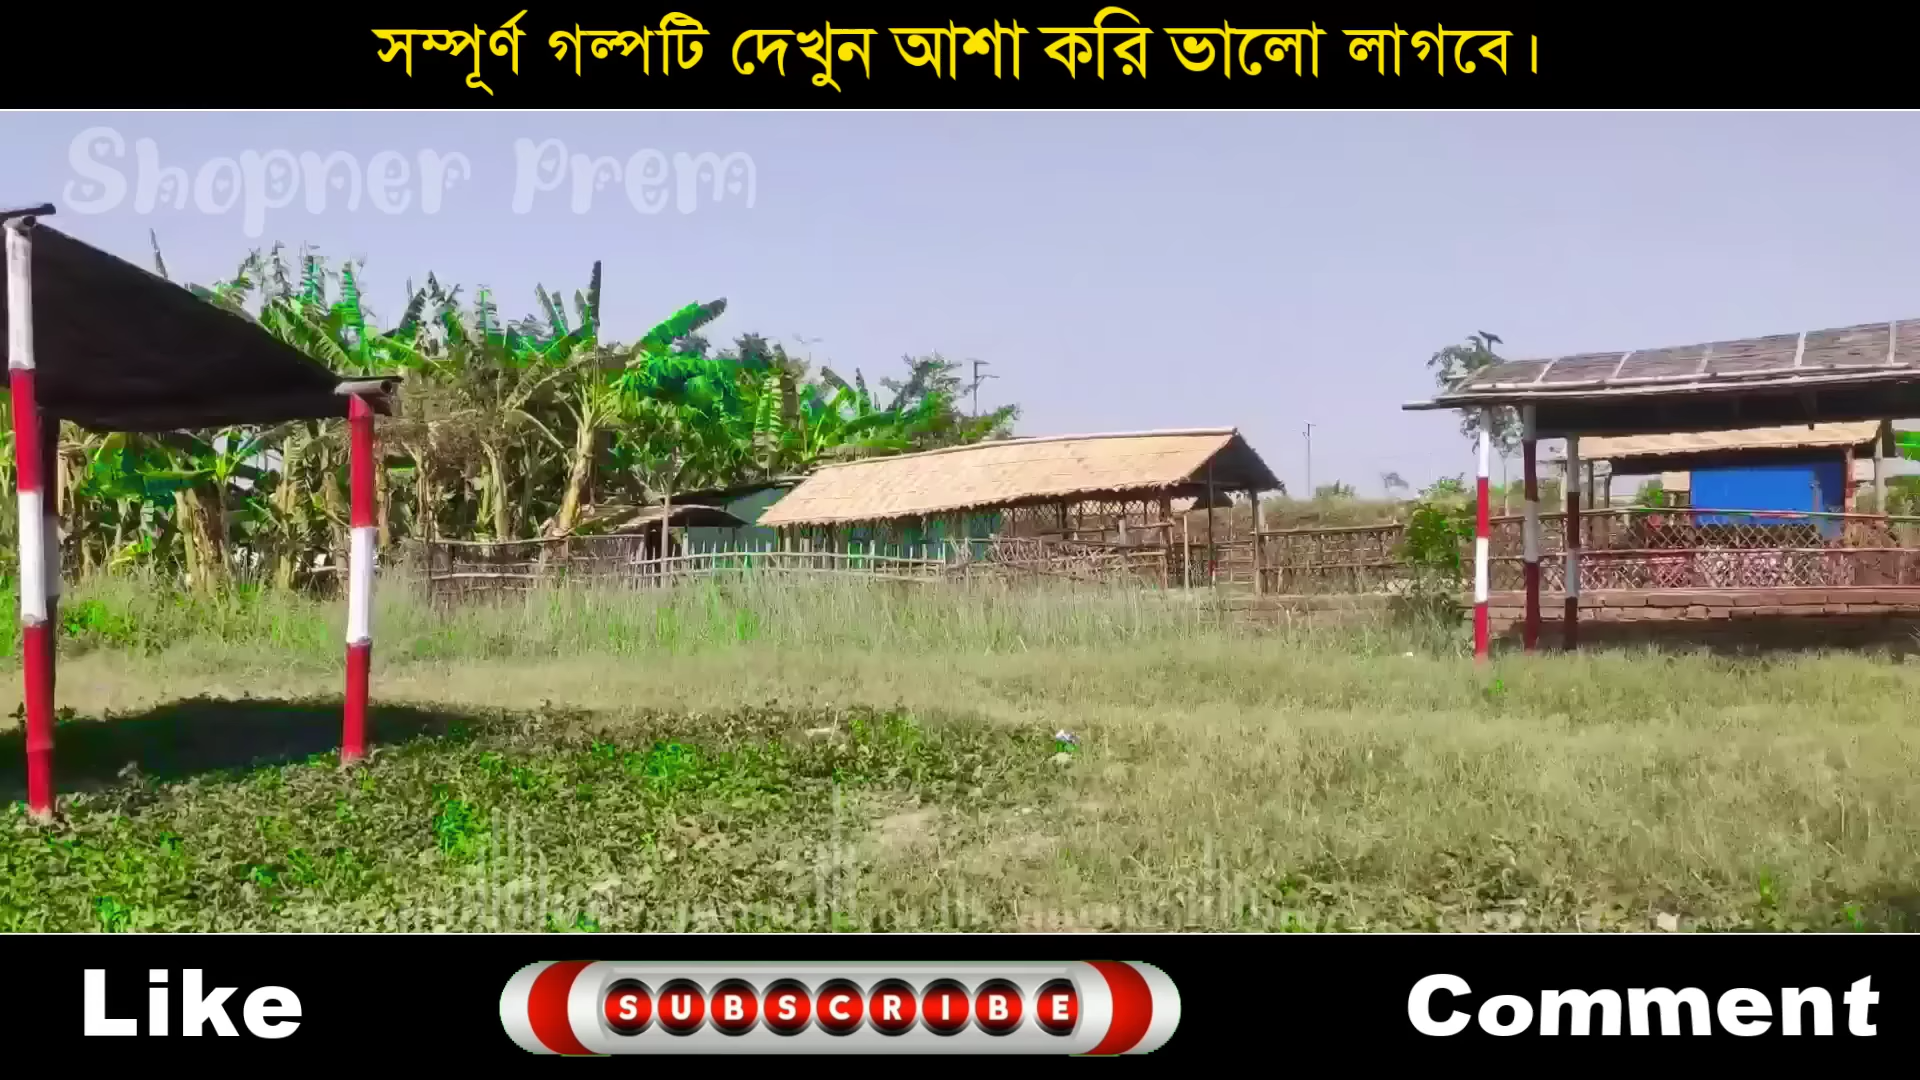 সম্পূর্ণ গল্পটি দেখুন আশা করি ভালো লাগবে।
Shopner Prem
Like SUBSCRIBE Comment